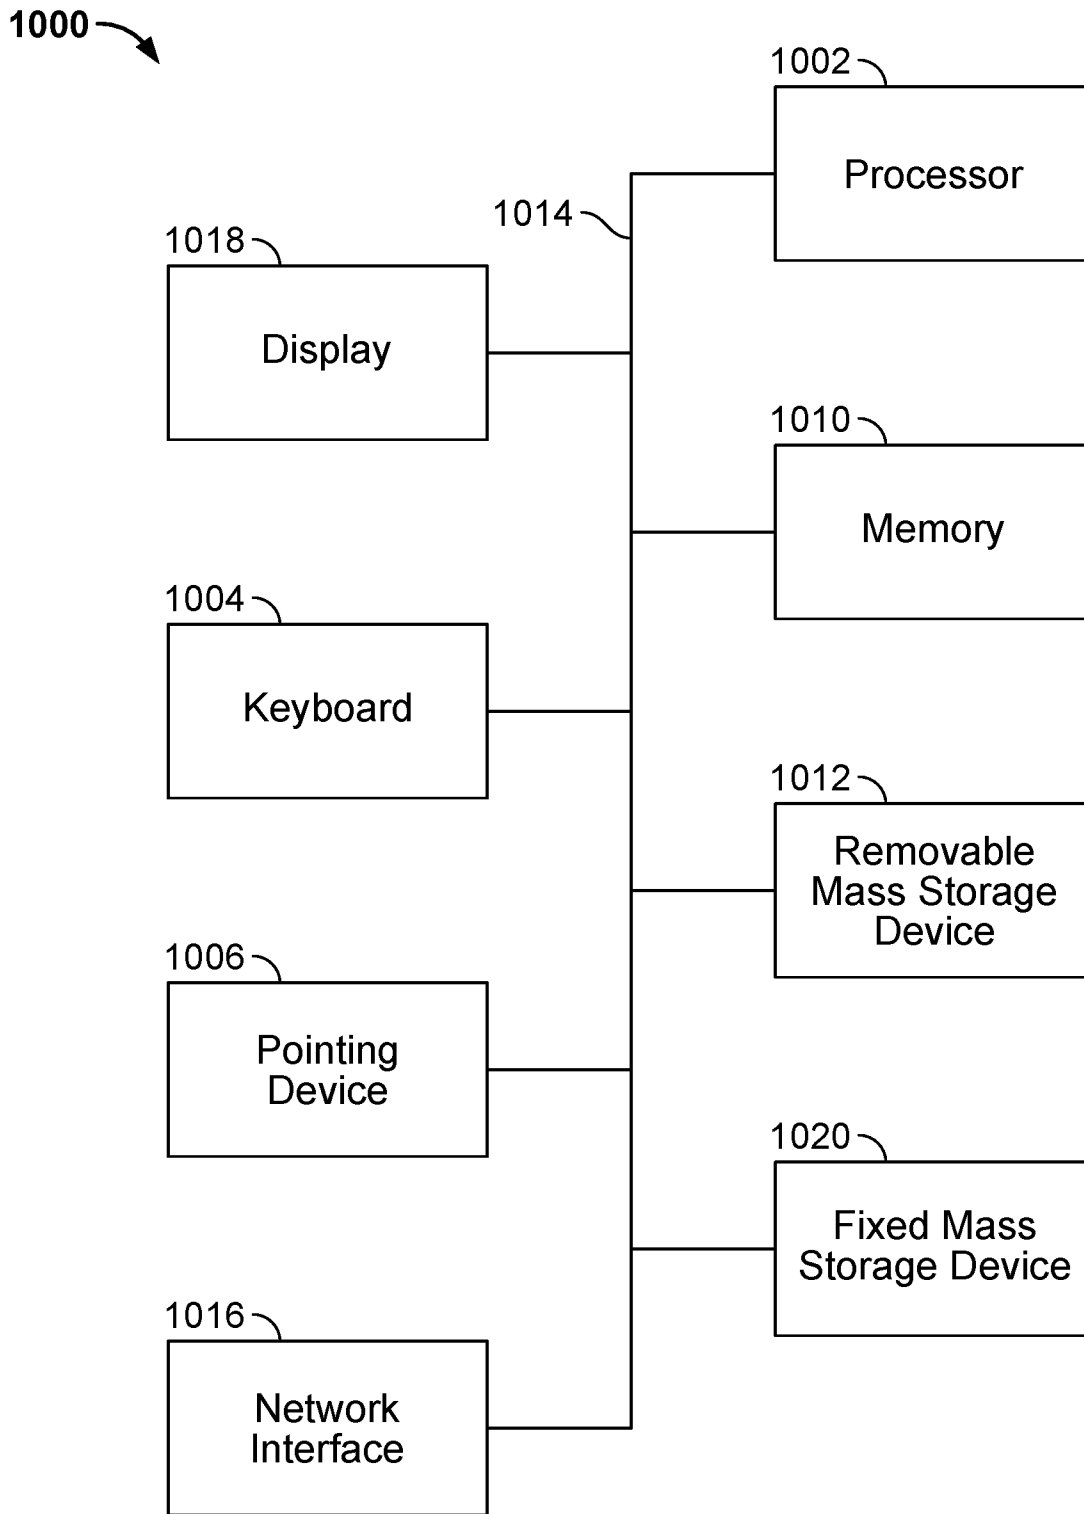 1000
1002
Processor
1014
1018
Display
1010
Memory
1004
Keyboard
1012
Removable
Mass Storage
Device
1006
Pointing
Device
1020
Fixed Mass
Storage Device
1016
Network
Interface